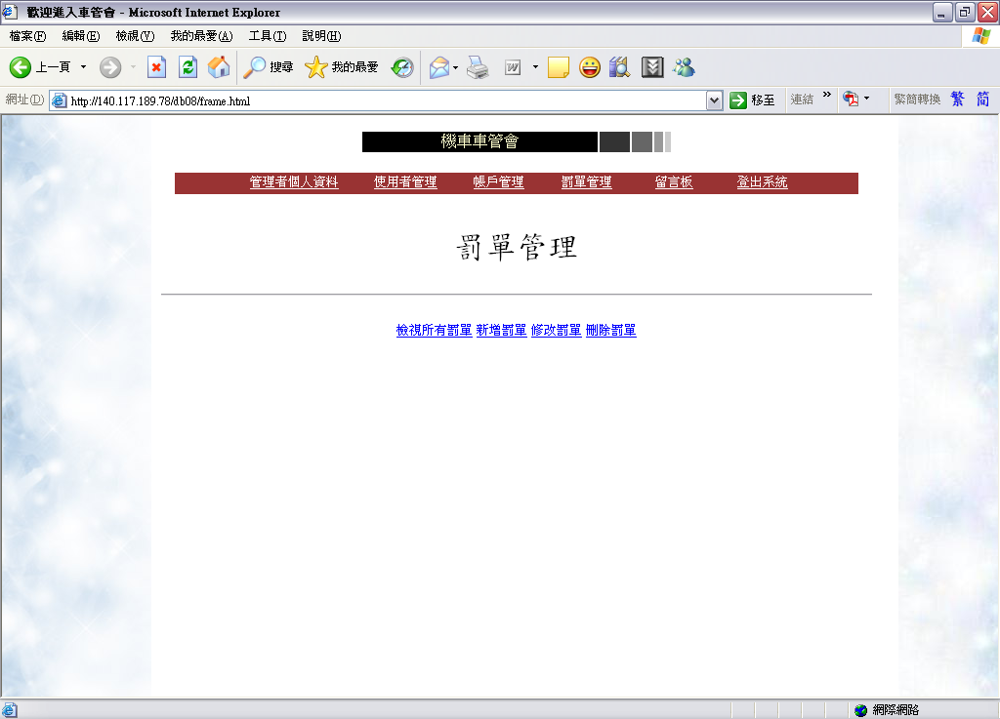 歡迎進入車管會 - Microsoft Internet Explorer
檔案(F) 編輯(E) 檢視(V) 我的最愛(A) 工具(T) 說明(H)
上一頁 搜尋 我的最愛 W
網址(D) http://140.117.189.78/db08/frame.html 移至 連結 » 繁簡轉換 繁 简
機車車管會
管理者個人資料 使用者管理 帳戶管理 罰單管理 留言板 登出系統
罰單管理
檢視所有罰單 新增罰單 修改罰單 刪除罰單
網際網路